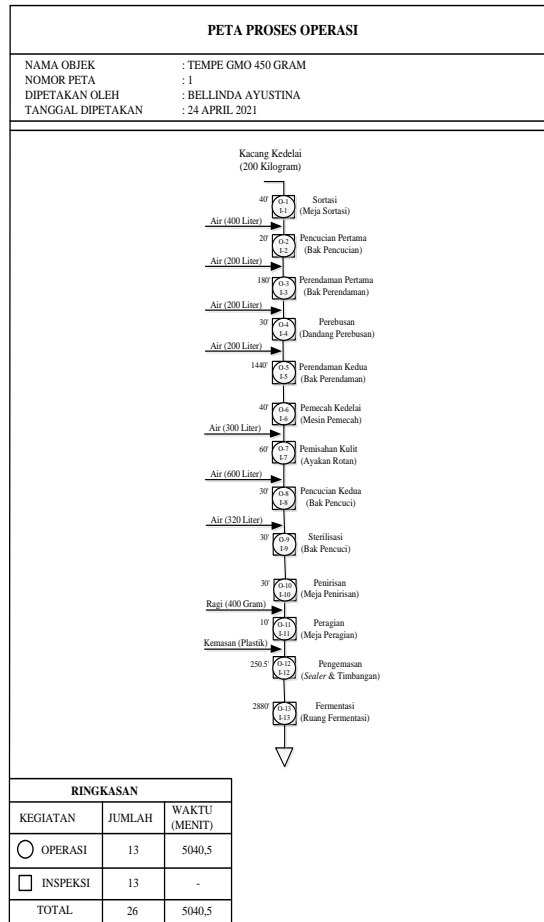 PETA PROSES OPERASI
NAMA OBJEK : TEMPE GMO 450 GRAM
NOMOR PETA : 1
DIPETAKAN OLEH : BELLINDA AYUSTINA
TANGGAL DIPETAKAN : 24 APRIL 2021
Kacang Kedelai
(200 Kilogram)
40' O-1 Sortasi
I-1 (Meja Sortasi)
Air (400 Liter)
20' O-2 Pencucian Pertama
I-2 (Bak Pencucian)
Air (200 Liter)
180' O-3 Perendaman Pertama
I-3 (Bak Perendaman)
Air (200 Liter)
30' O-4 Perebusan
I-4 (Dandang Perebusan)
Air (200 Liter)
1440' O-5 Perendaman Kedua
I-5 (Bak Perendaman)
40' O-6 Pemecah Kedelai
I-6 (Mesin Pemecah)
Air (300 Liter)
60' O-7 Pemisahan Kulit
I-7 (Ayakan Rotan)
Air (600 Liter)
30' O-8 Pencucian Kedua
I-8 (Bak Pencuci)
Air (320 Liter)
30' O-9 Sterilisasi
I-9 (Bak Pencuci)
30' O-10 Penirisan
I-10 (Meja Penirisan)
Ragi (400 Gram)
10' O-11 Peragian
I-11 (Meja Peragian)
Kemasan (Plastik)
250.5' O-12 Pengemasan
I-12 (Sealer & Timbangan)
2880' O-13 Fermentasi
I-13 (Ruang Fermentasi)
RINGKASAN
KEGIATAN JUMLAH WAKTU
(MENIT)
OPERASI 13 5040,5
INSPEKSI 13 -
TOTAL 26 5040,5